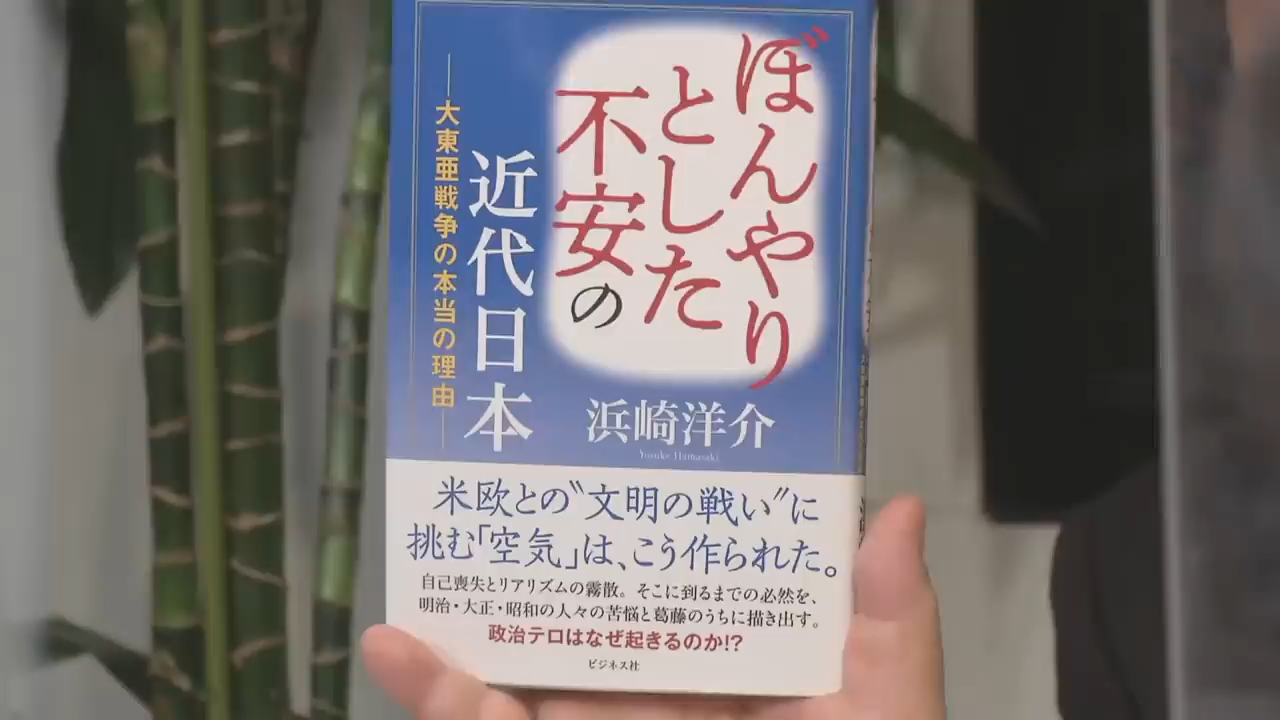 ぼんやり
とした
不安の
近代日本
―大東亜戦争の本当の理由―
浜崎洋介
Yosuke Hamasaki
米欧との〝文明の戦い〟に
挑む「空気」は、こう作られた。
自己喪失とリアリズムの霧散。そこに到るまでの必然を、
明治・大正・昭和の人々の苦悩と葛藤のうちに描き出す。
政治テロはなぜ起きるのか!?
ビジネス社